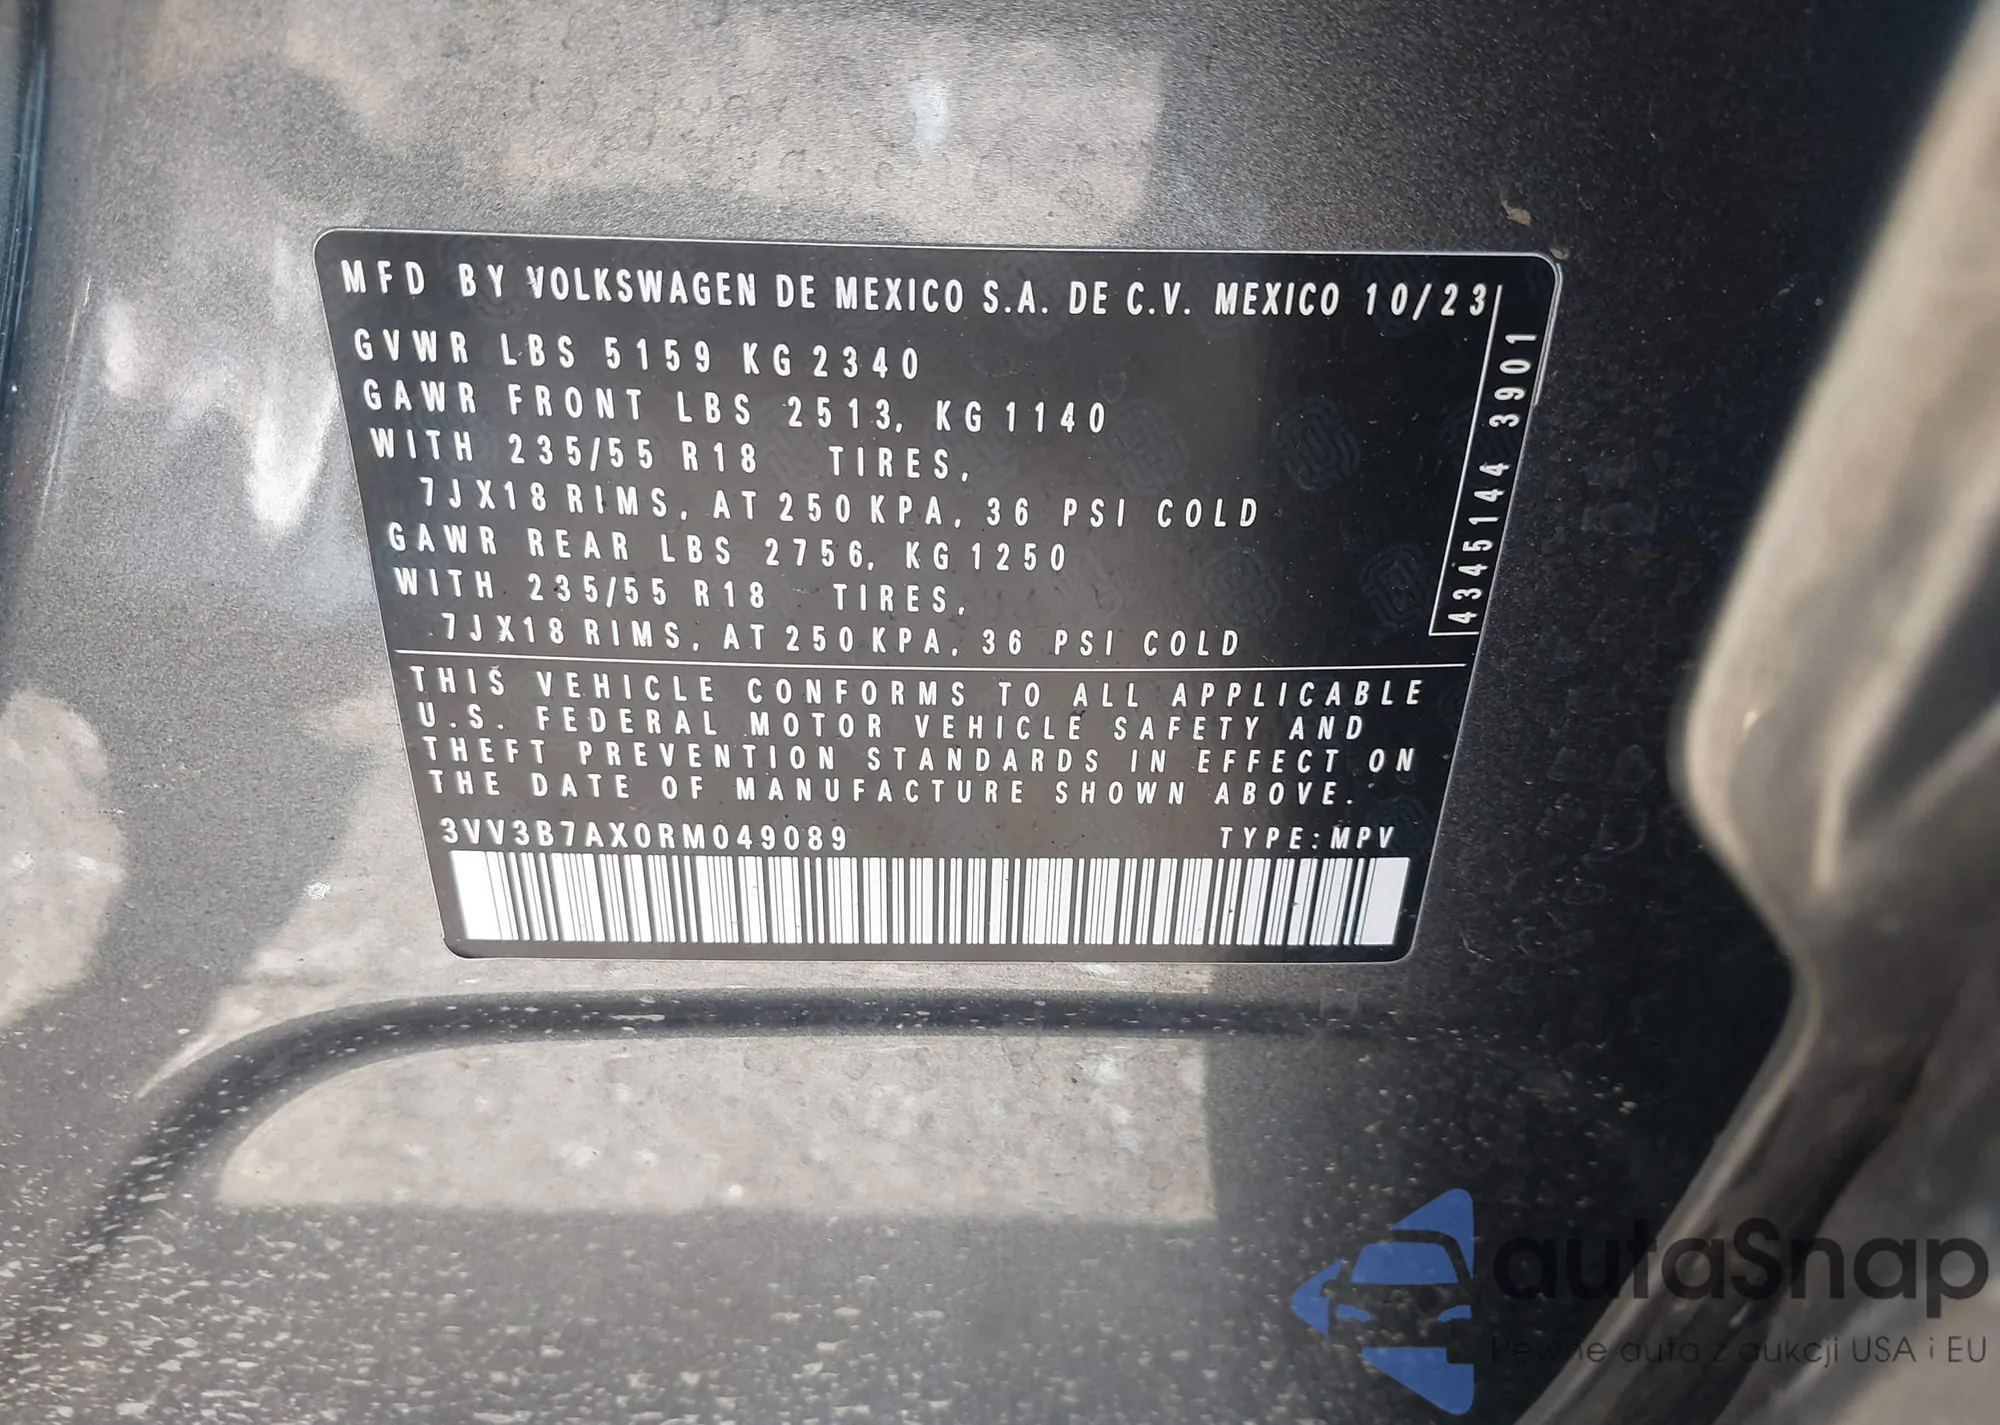 MFD BY VOLKSWAGEN DE MEXICO S.A. DE C.V. MEXICO 10/23
GVWR LBS 5159 KG 2340
GAWR FRONT LBS 2513, KG 1140
WITH 235/55 R18 TIRES,
7JX18 RIMS, AT 250 KPA, 36 PSI COLD
GAWR REAR LBS 2756, KG 1250
WITH 235/55 R18 TIRES,
7JX18 RIMS, AT 250 KPA, 36 PSI COLD
4345144 3901
THIS VEHICLE CONFORMS TO ALL APPLICABLE
U.S. FEDERAL MOTOR VEHICLE SAFETY AND
THEFT PREVENTION STANDARDS IN EFFECT ON
THE DATE OF MANUFACTURE SHOWN ABOVE.
3VV3B7AX0RM049089 TYPE:MPV
autaSnap
Pewne auta z aukcji USA i EU